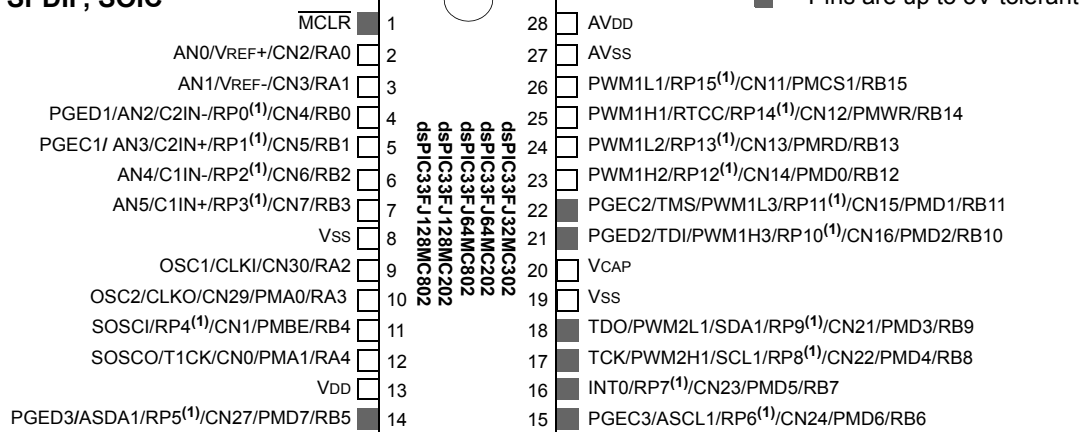 SPDIP, SOIC
Pins are up to 5V tolerant
MCLR 1
AN0/VREF+/CN2/RA0 2
AN1/VREF-/CN3/RA1 3
PGED1/AN2/C2IN-/RP0(1)/CN4/RB0 4
PGEC1/ AN3/C2IN+/RP1(1)/CN5/RB1 5
AN4/C1IN-/RP2(1)/CN6/RB2 6
AN5/C1IN+/RP3(1)/CN7/RB3 7
VSS 8
OSC1/CLKI/CN30/RA2 9
OSC2/CLKO/CN29/PMA0/RA3 10
SOSCI/RP4(1)/CN1/PMBE/RB4 11
SOSCO/T1CK/CN0/PMA1/RA4 12
VDD 13
PGED3/ASDA1/RP5(1)/CN27/PMD7/RB5 14
dsPIC33FJ32MC302
dsPIC33FJ64MC202
dsPIC33FJ64MC802
dsPIC33FJ128MC202
dsPIC33FJ128MC802
28 AVDD
27 AVSS
26 PWM1L1/RP15(1)/CN11/PMCS1/RB15
25 PWM1H1/RTCC/RP14(1)/CN12/PMWR/RB14
24 PWM1L2/RP13(1)/CN13/PMRD/RB13
23 PWM1H2/RP12(1)/CN14/PMD0/RB12
22 PGEC2/TMS/PWM1L3/RP11(1)/CN15/PMD1/RB11
21 PGED2/TDI/PWM1H3/RP10(1)/CN16/PMD2/RB10
20 VCAP
19 VSS
18 TDO/PWM2L1/SDA1/RP9(1)/CN21/PMD3/RB9
17 TCK/PWM2H1/SCL1/RP8(1)/CN22/PMD4/RB8
16 INT0/RP7(1)/CN23/PMD5/RB7
15 PGEC3/ASCL1/RP6(1)/CN24/PMD6/RB6